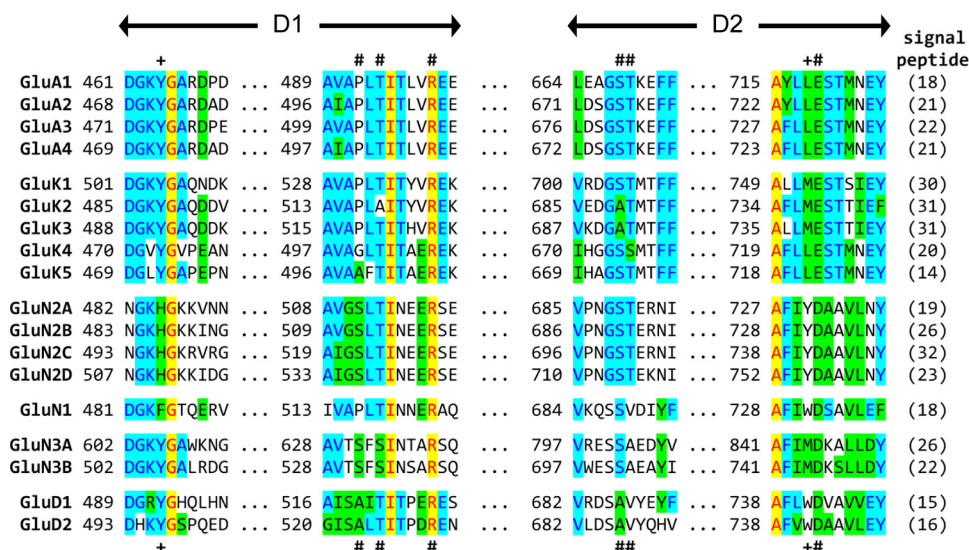 D1 D2
signal
+ # # # ## +# peptide
GluA1 461 DGKYGARDPD ... 489 AVAPLTITLVREE ... 664 LEAGSTKEFF ... 715 AYLLESTMNEY (18)
GluA2 468 DGKYGARDAD ... 496 AIAPLTITLVREE ... 671 LDSGSTKEFF ... 722 AYLLESTMNEY (21)
GluA3 471 DGKYGARDPE ... 499 AVAPLTITLVREE ... 676 LDSGSTKEFF ... 727 AFLLESTMNEY (22)
GluA4 469 DGKYGARDAD ... 497 AIAPLTITLVREE ... 672 LDSGSTKEFF ... 723 AFLLESTMNEY (21)
GluK1 501 DGKYGAQNDK ... 528 AVAPLTITYVREK ... 700 VRDGSTMTFF ... 749 ALLMESTSIEY (30)
GluK2 485 DGKYGAQDDV ... 513 AVAPLAITYVREK ... 685 VEDGATMTFF ... 734 AFLMESTTIEF (31)
GluK3 488 DGKYGAQDDK ... 515 AVAPLTITHVREK ... 687 VKDGATMTFF ... 735 ALLMESTTIEY (31)
GluK4 469 DGVYGVPEAN ... 497 AVAGLTITAEREK ... 670 IHGGSSMTFF ... 719 AFLLESTMNEY (20)
GluK5 469 DGLYGAPEPN ... 496 AVAAFTITAEREK ... 669 IHAGSTMTFF ... 718 AFLLESTMNEY (14)
GluN2A 482 NGKHGKKVNN ... 508 AVGSLTINEERSE ... 685 VPNGSTERNI ... 727 AFIYDAAVLNY (19)
GluN2B 483 NGKHGKKING ... 509 AVGSLTINEERSE ... 686 VPNGSTERNI ... 728 AFIYDAAVLNY (26)
GluN2C 493 NGKHGKRVRG ... 519 AIGSLTINEERSE ... 696 VPNGSTERNI ... 738 AFIYDAAVLNY (32)
GluN2D 507 NGKHGKKIDG ... 533 AIGSLTINEERSE ... 710 VPNGSTEKNI ... 752 AFIYDAAVLNY (23)
GluN1 481 DGKFGTQERV ... 513 IVAPLTINNERAQ ... 684 VKQSSVDIYF ... 728 AFIWDSAVLEF (18)
GluN3A 602 DGKYGAWKNG ... 628 AVTSFSINTARSQ ... 797 VRESSAEDYV ... 841 AFIMDKALLDY (26)
GluN3B 502 DGKYGALRDG ... 528 AVTSFSINSARSQ ... 697 VWESSAEAYI ... 741 AFIMDKSLLDY (22)
GluD1 489 DGRYGHQLHN ... 516 AISAITITPERES ... 682 VRDSAVYEYF ... 738 AFLWDVAVVEY (15)
GluD2 493 DHKYGSPQED ... 520 GISALTITPDREN ... 682 VLDSAVYQHV ... 738 AFVWDAAVLEY (16)
+ # # # ## +#